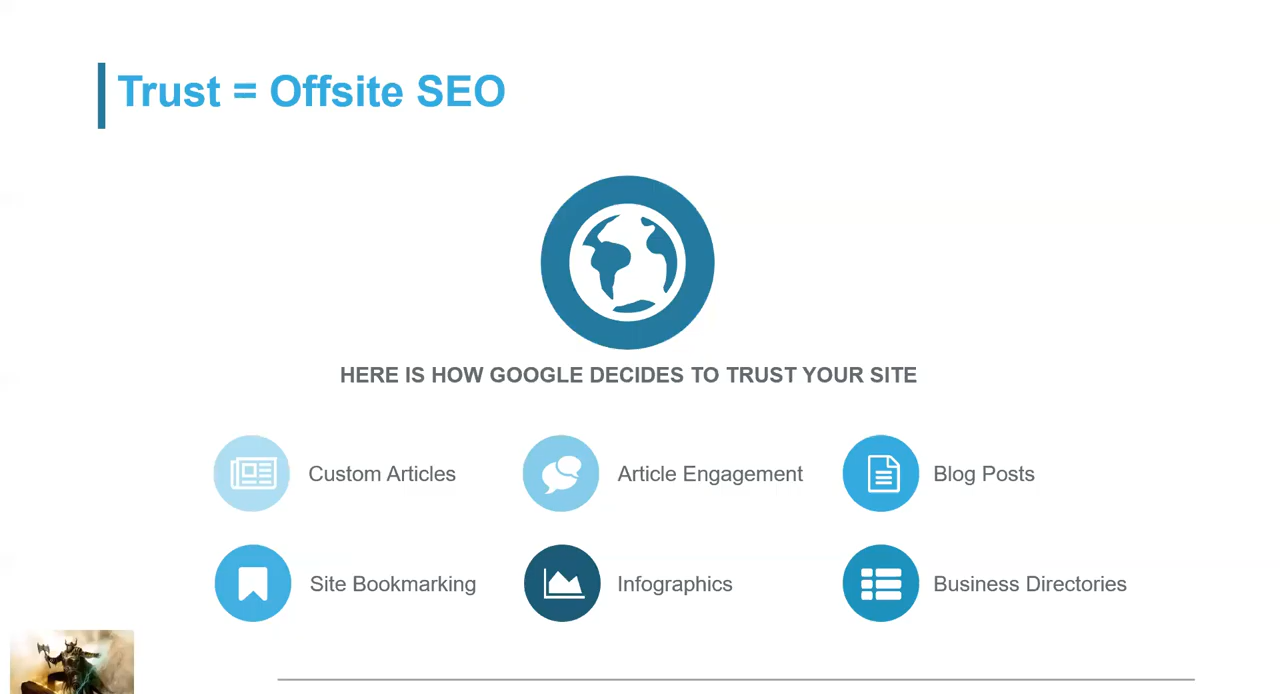 Trust = Offsite SEO
HERE IS HOW GOOGLE DECIDES TO TRUST YOUR SITE
Custom Articles
Article Engagement
Blog Posts
Site Bookmarking
Infographics
Business Directories